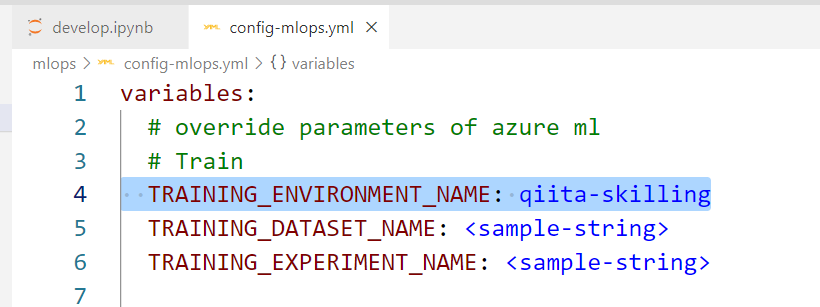 develop.ipynb config-mlops.yml
mlops > config-mlops.yml > {} variables
1 variables:
2 # override parameters of azure ml
3 # Train
4 TRAINING_ENVIRONMENT_NAME: qiita-skilling
5 TRAINING_DATASET_NAME: <sample-string>
6 TRAINING_EXPERIMENT_NAME: <sample-string>
7